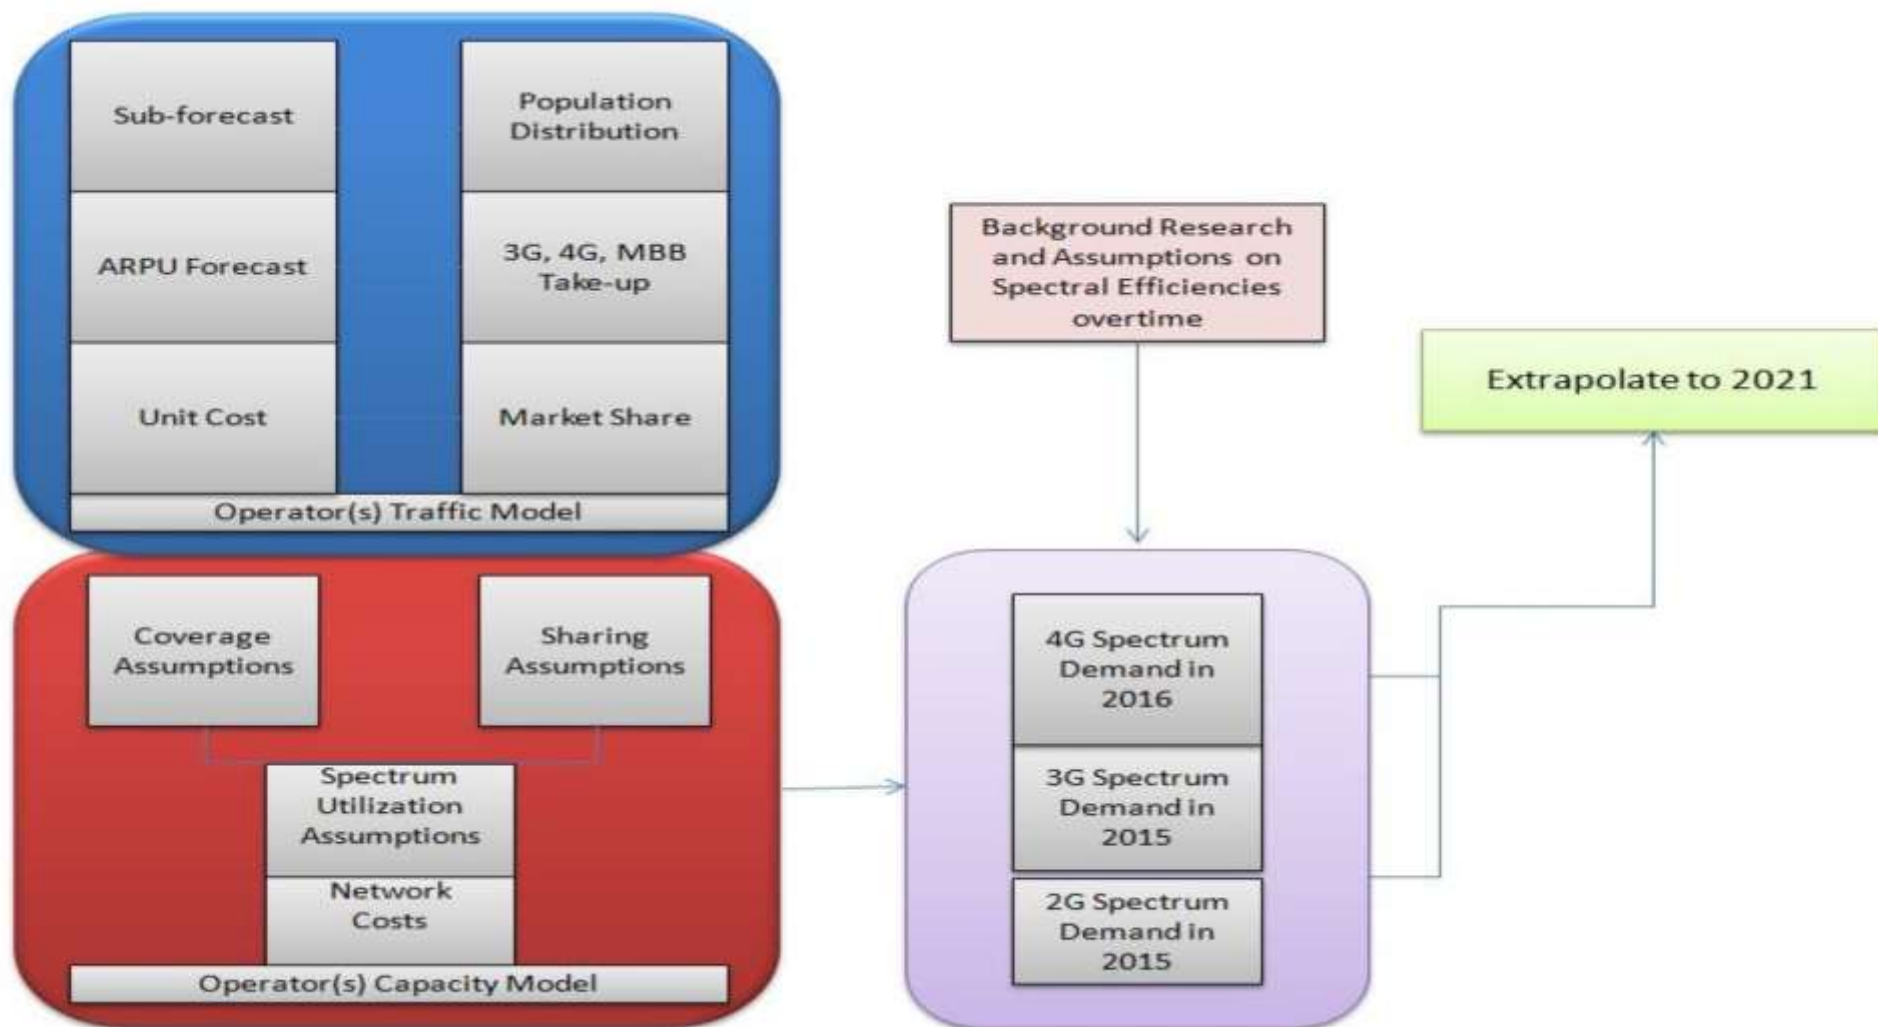 Sub-forecast
Population
Distribution
ARPU Forecast
3G, 4G, MBB
Take-up
Unit Cost
Market Share
Operator(s) Traffic Model
Coverage
Assumptions
Sharing
Assumptions
Spectrum
Utilization
Assumptions
Network
Costs
Operator(s) Capacity Model
Background Research
and Assumptions on
Spectral Efficiencies
overtime
4G Spectrum
Demand in
2016
3G Spectrum
Demand in
2015
2G Spectrum
Demand in
2015
Extrapolate to 2021